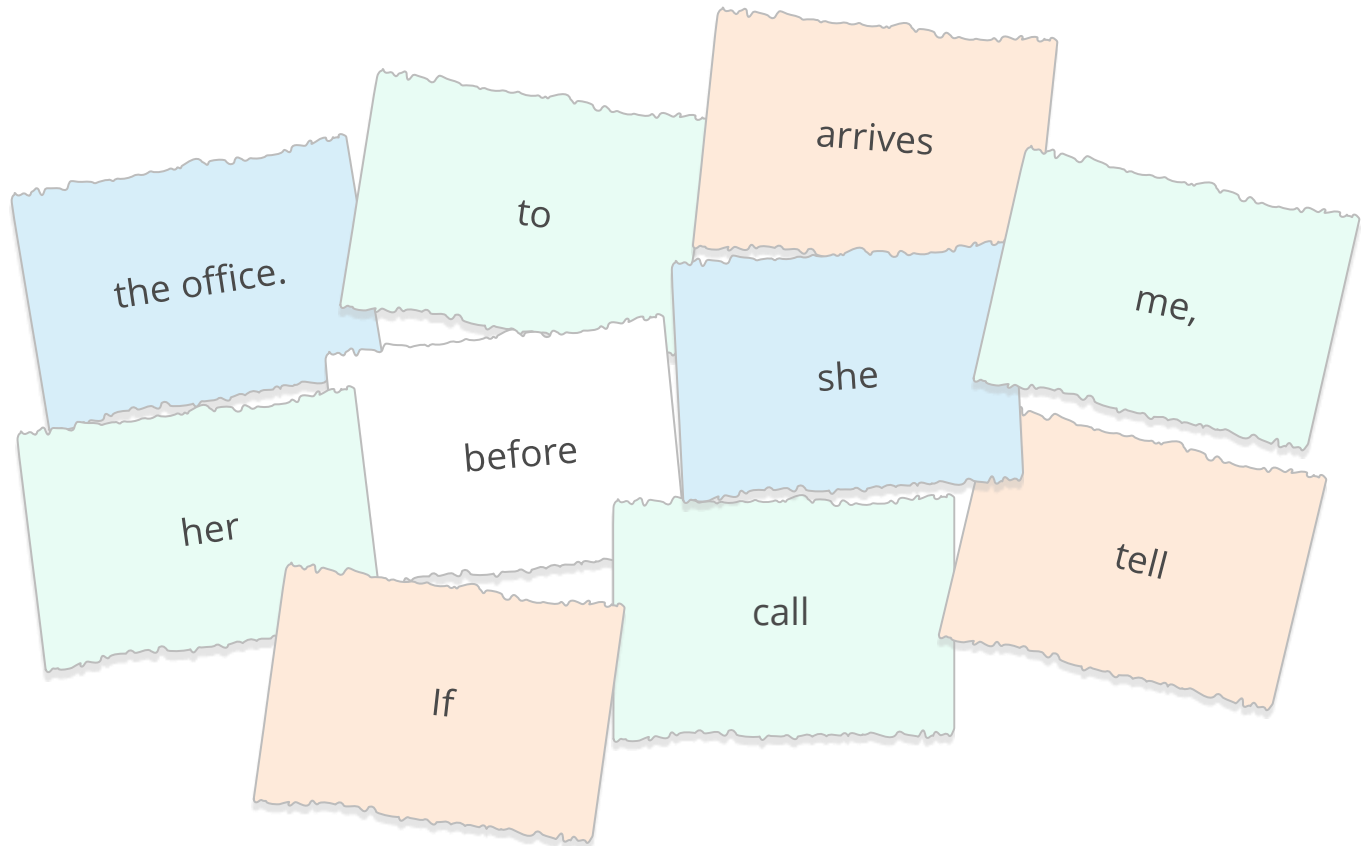 arrives
to
the office.
me,
she
before
her
tell
call
If